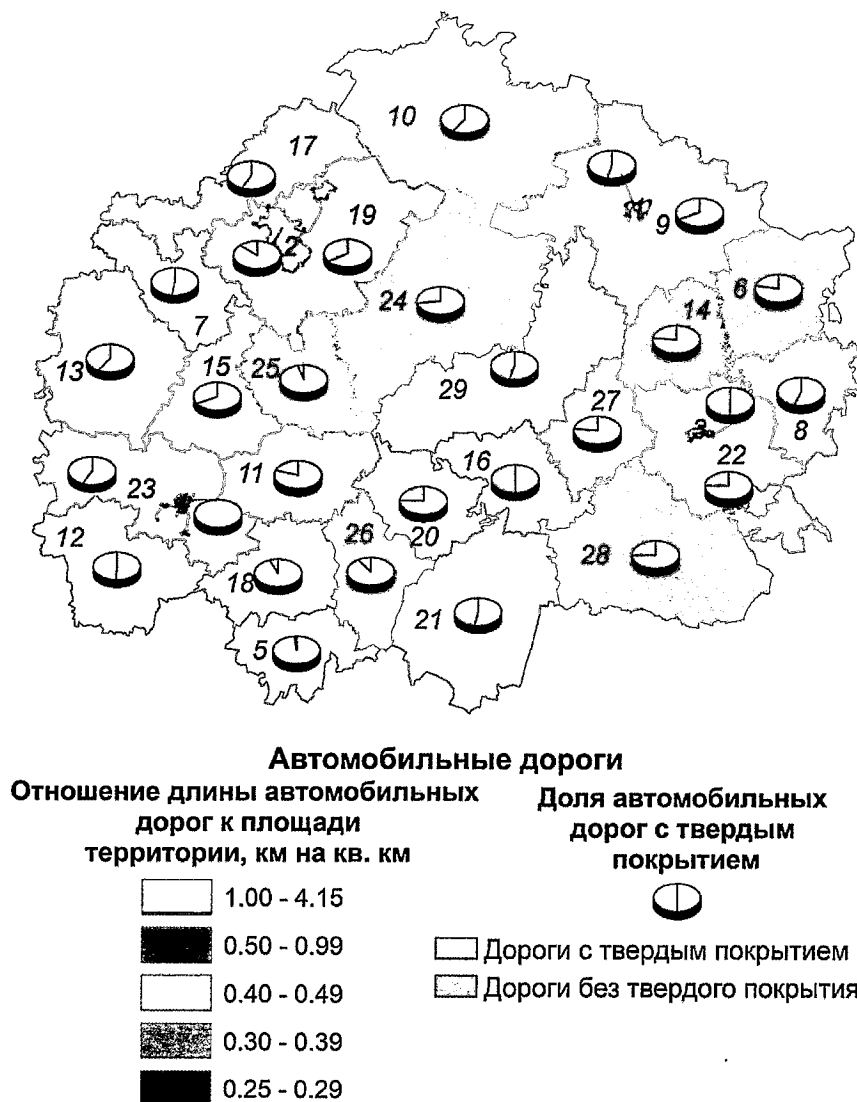 10
17
19
2
9
24
6
14
7
13
15
25
29
27
3
8
22
11
16
23
20
12
26
28
18
21
5
Автомобильные дороги
Отношение длины автомобильных
дорог к площади
территории, км на кв. км
1.00 - 4.15
0.50 - 0.99
0.40 - 0.49
0.30 - 0.39
0.25 - 0.29
Доля автомобильных
дорог с твердым
покрытием
Дороги с твердым покрытием
Дороги без твердого покрытия